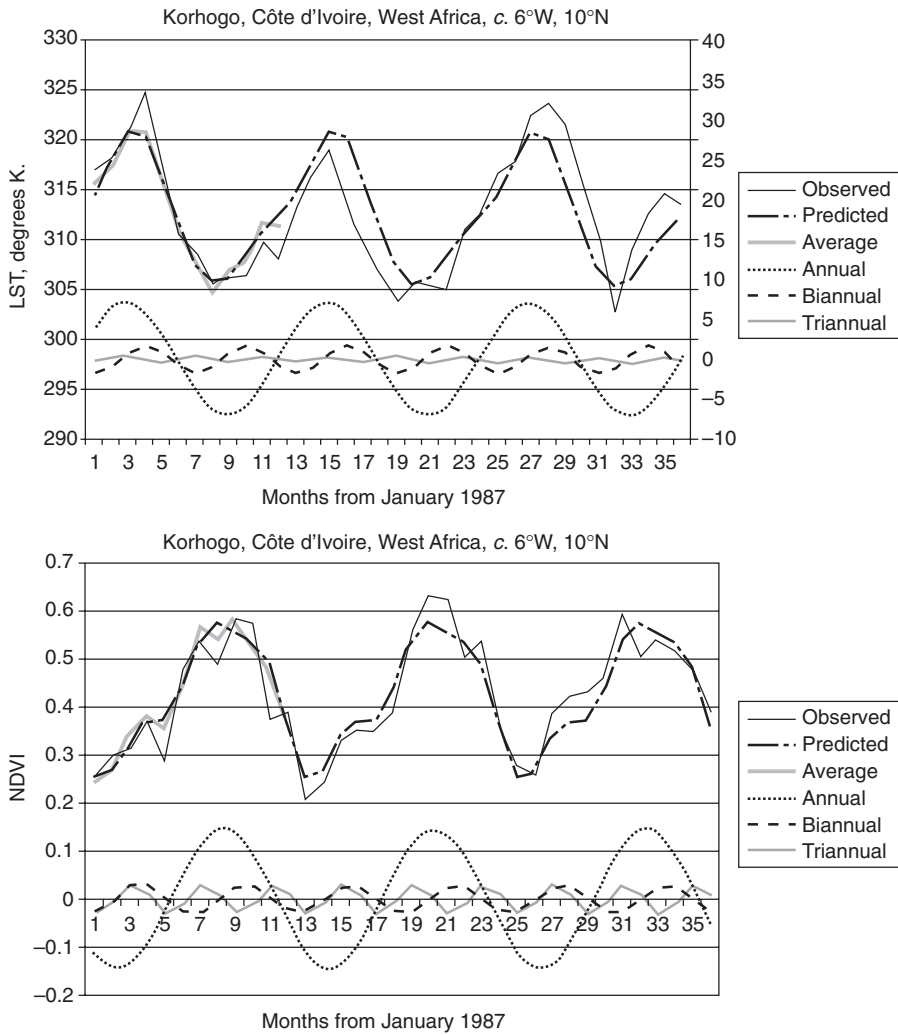 Korhogo, Côte d'Ivoire, West Africa, c. 6°W, 10°N
330
325
320
315
310
305
300
295
290
LST, degrees K.
40
35
30
25
20
15
10
5
0
–5
–10
1 3 5 7 9 11 13 15 17 19 21 23 25 27 29 31 33 35
Months from January 1987
Observed
Predicted
Average
Annual
Biannual
Triannual
Korhogo, Côte d'Ivoire, West Africa, c. 6°W, 10°N
0.7
0.6
0.5
0.4
0.3
0.2
0.1
0
–0.1
–0.2
NDVI
1 3 5 7 9 11 13 15 17 19 21 23 25 27 29 31 33 35
Months from January 1987
Observed
Predicted
Average
Annual
Biannual
Triannual